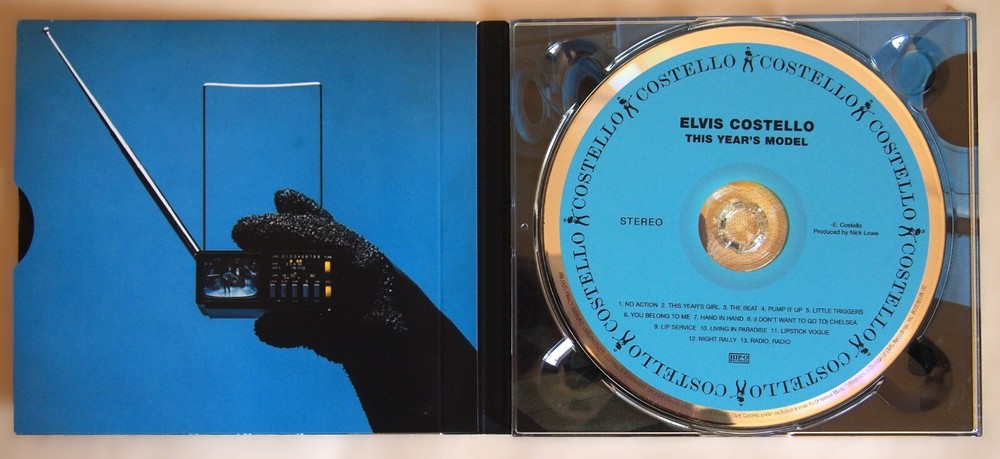 COSTELLO COSTELLO COSTELLO COSTELLO COSTELLO COSTELLO COSTELLO COSTELLO
ELVIS COSTELLO
THIS YEAR'S MODEL
STEREO
-E. Costello
Produced by Nick Lowe
1. NO ACTION 2. THIS YEAR'S GIRL 3. THE BEAT 4. PUMP IT UP 5. LITTLE TRIGGERS
6. YOU BELONG TO ME 7. HAND IN HAND 8. (I DON'T WANT TO GO TO) CHELSEA
9. LIP SERVICE 10. LIVING IN PARADISE 11. LIPSTICK VOGUE
12. NIGHT RALLY 13. RADIO, RADIO
HIP-O